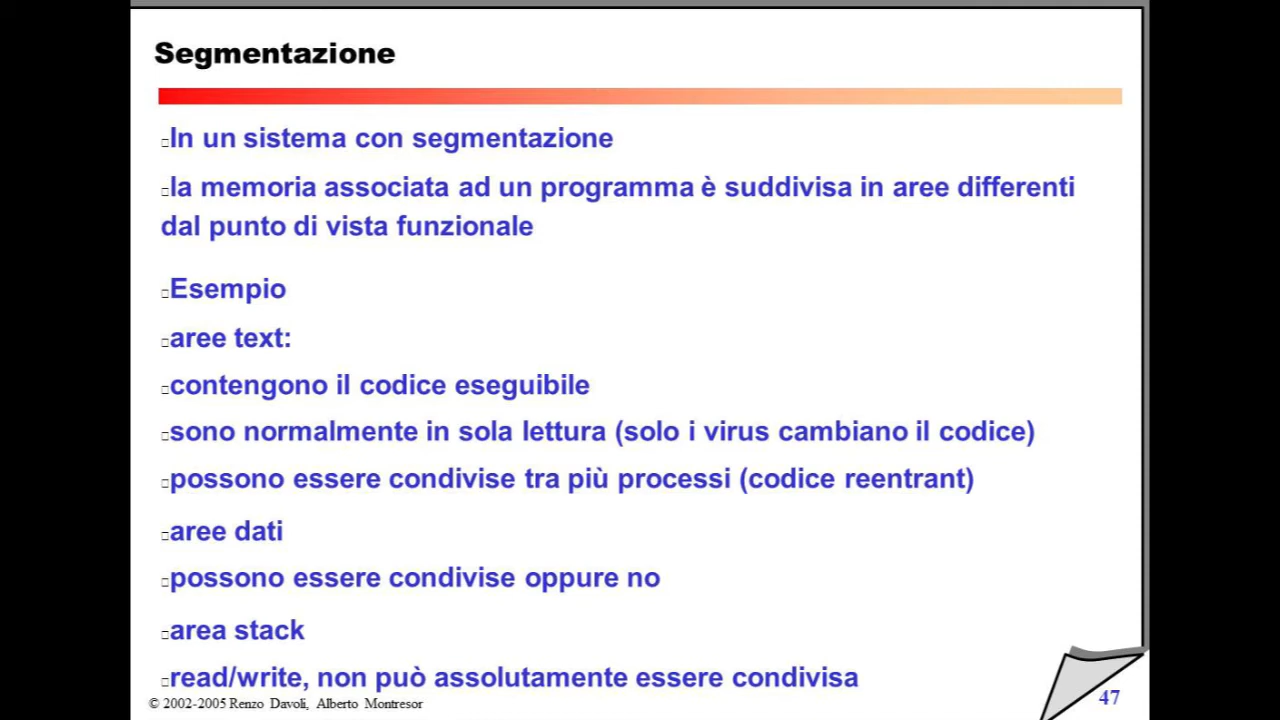 Segmentazione
In un sistema con segmentazione
la memoria associata ad un programma è suddivisa in aree differenti
dal punto di vista funzionale
Esempio
aree text:
contengono il codice eseguibile
sono normalmente in sola lettura (solo i virus cambiano il codice)
possono essere condivise tra più processi (codice reentrant)
aree dati
possono essere condivise oppure no
area stack
read/write, non può assolutamente essere condivisa
© 2002-2005 Renzo Davoli, Alberto Montresor
47